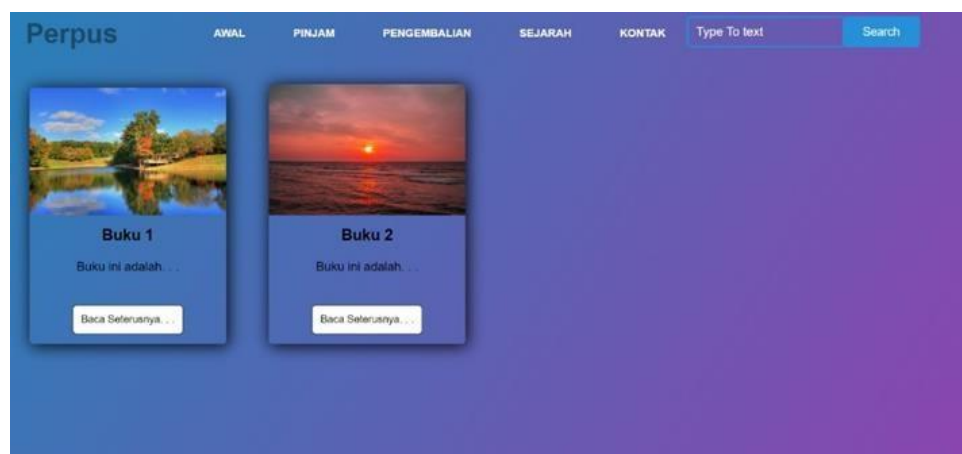 Perpus AWAL PINJAM PENGEMBALIAN SEJARAH KONTAK Type To text Search
Buku 1
Buku ini adalah. . .
Baca Seterusnya. . .
Buku 2
Buku ini adalah. . .
Baca Seterusnya. . .